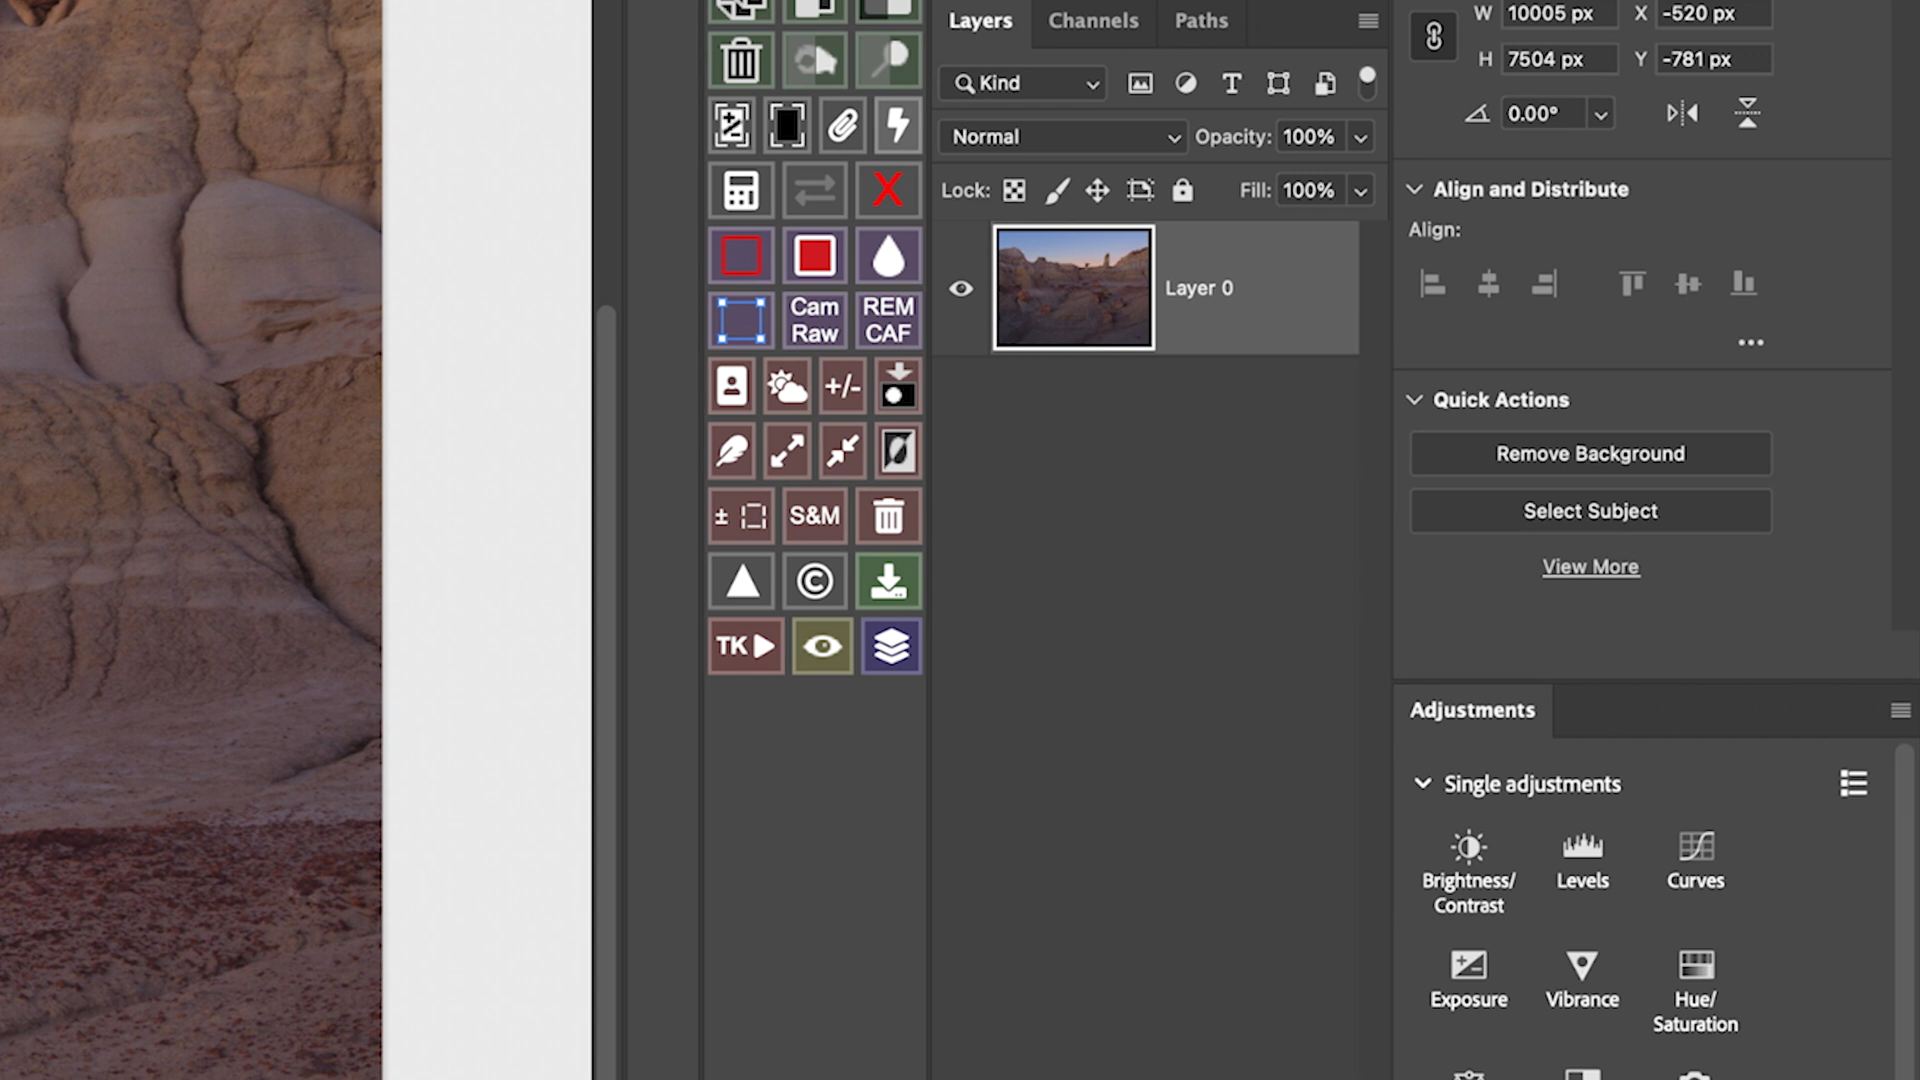 Layers Channels Paths
W 10005 px X -520 px
H 7504 px Y -781 px
Kind
0.00°
Normal Opacity: 100%
Lock: Fill: 100%
Align and Distribute
Align:
X
Layer 0
Cam Raw
REM CAF
+/-
Quick Actions
Remove Background
Select Subject
View More
± S&M
©
TK
Adjustments
Single adjustments
Brightness/
Contrast
Levels
Curves
Exposure
Vibrance
Hue/
Saturation